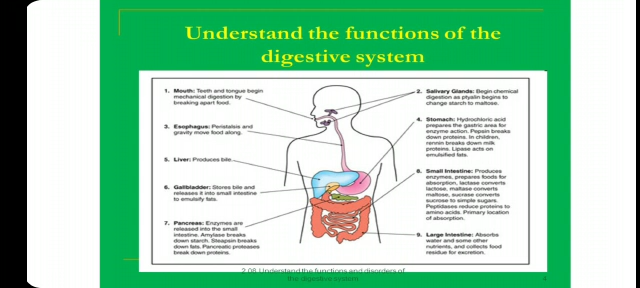 Understand the functions of the
digestive system
1. Mouth: Teeth and tongue begin
mechanical digestion by
breaking apart food.
2. Salivary Glands: Begin chemical
digestion as ptyalin begins to
change starch to maltose.
3. Esophagus: Peristalsis and
gravity move food along.
4. Stomach: Hydrochloric acid
prepares the gastric area for
enzyme action. Pepsin breaks
down proteins. In children,
rennin breaks down milk
proteins. Lipase acts on
emulsified fats.
5. Liver: Produces bile
6. Gallbladder: Stores bile and
releases it into small intestine
to emulsify fats.
7. Pancreas: Enzymes are
released into the small
intestine. Amylase breaks
down starch. Steapsin breaks
down fats. Pancreatic proteases
break down proteins.
8. Small Intestine: Produces
enzymes, prepares foods for
absorption, lactase converts
lactose, maltase converts
maltose, sucrase converts
sucrose to simple sugars.
Peptidases reduce proteins to
amino acids. Primary location
of absorption.
9. Large Intestine: Absorbs
water and some other
nutrients, and collects food
residue for excretion.
2.08 Understand the functions and disorders of
the digestive system
4